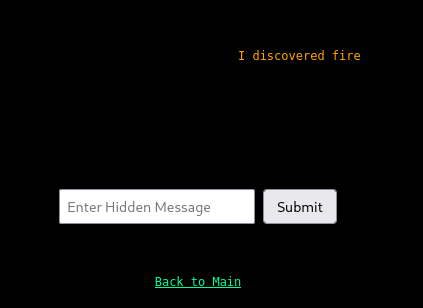 I discovered fire
Enter Hidden Message
Submit
Back to Main